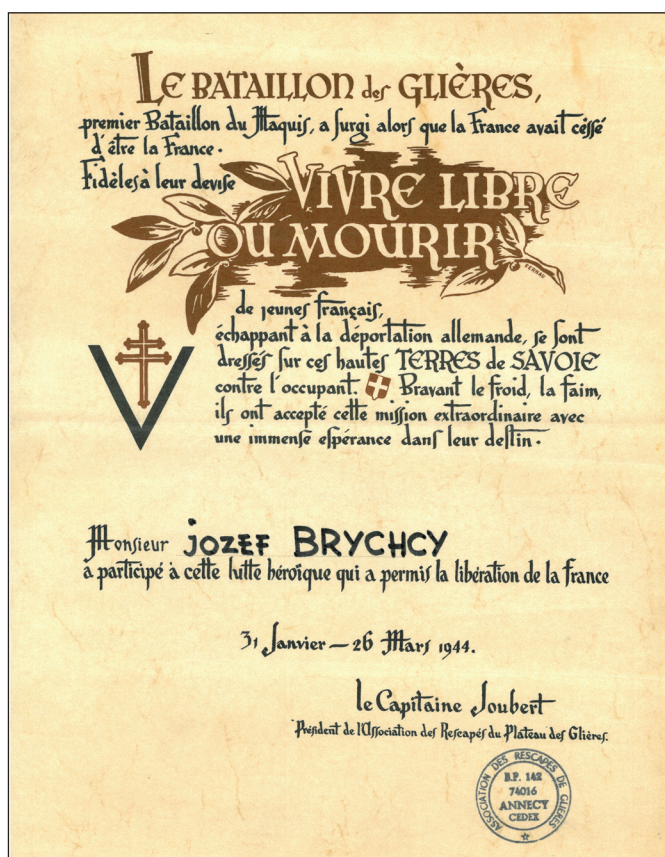 LE BATAILLON des GLIÈRES,
premier Bataillon du Maquis, a surgi alors que la France avait céssé
d'être la France.
Fidèles à leur devise
VIVRE LIBRE
OU MOURIR
de jeunes français,
échappant à la déportation allemande, se sont
dressés sur ces hautes TERRES de SAVOIE
contre l'occupant. Bravant le froid, la faim,
ils ont accepté cette mission extraordinaire avec
une immense espérance dans leur destin.
Monsieur JOZEF BRYCHCY
a participé à cette lutte héroïque qui a permis la libération de la france
31 Janvier — 26 Mars 1944.
le Capitaine Joubert
Président de l'Association des Rescapés du Plateau des Glières.
ASSOCIATION DES RESCAPES DE GLIERES
B.P. 142
74016
ANNECY
CEDEX